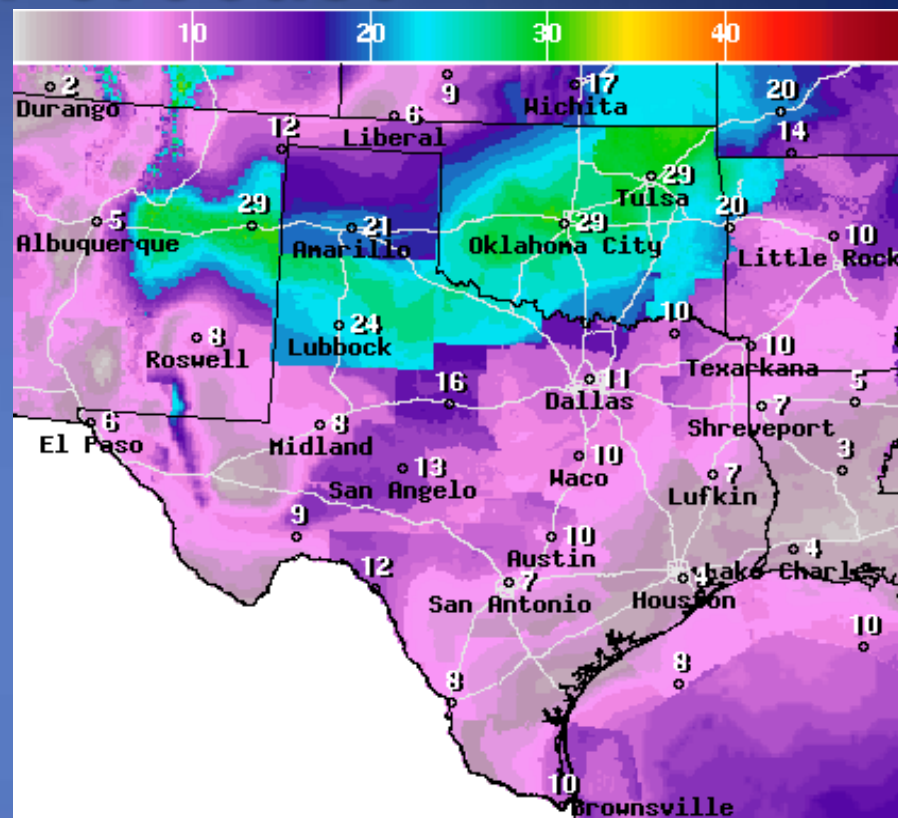 10 20 30 40
2 9 17 20
Durango Wichita
6
Liberal
12 14
29
Tulsa
5 29 21 29 20 10
Albuquerque Amarillo Oklahoma City Little Rock
8 24 10
Roswell Lubbock 10
Texarkana
16 11 5
Dallas 7
6 8 Shreveport
El Paso Midland
13 10 7 3
San Angelo Waco Lufkin
9 10 4
Austin Lake Charles
12 7 4
San Antonio Houston
10
8 8
10
Brownsville